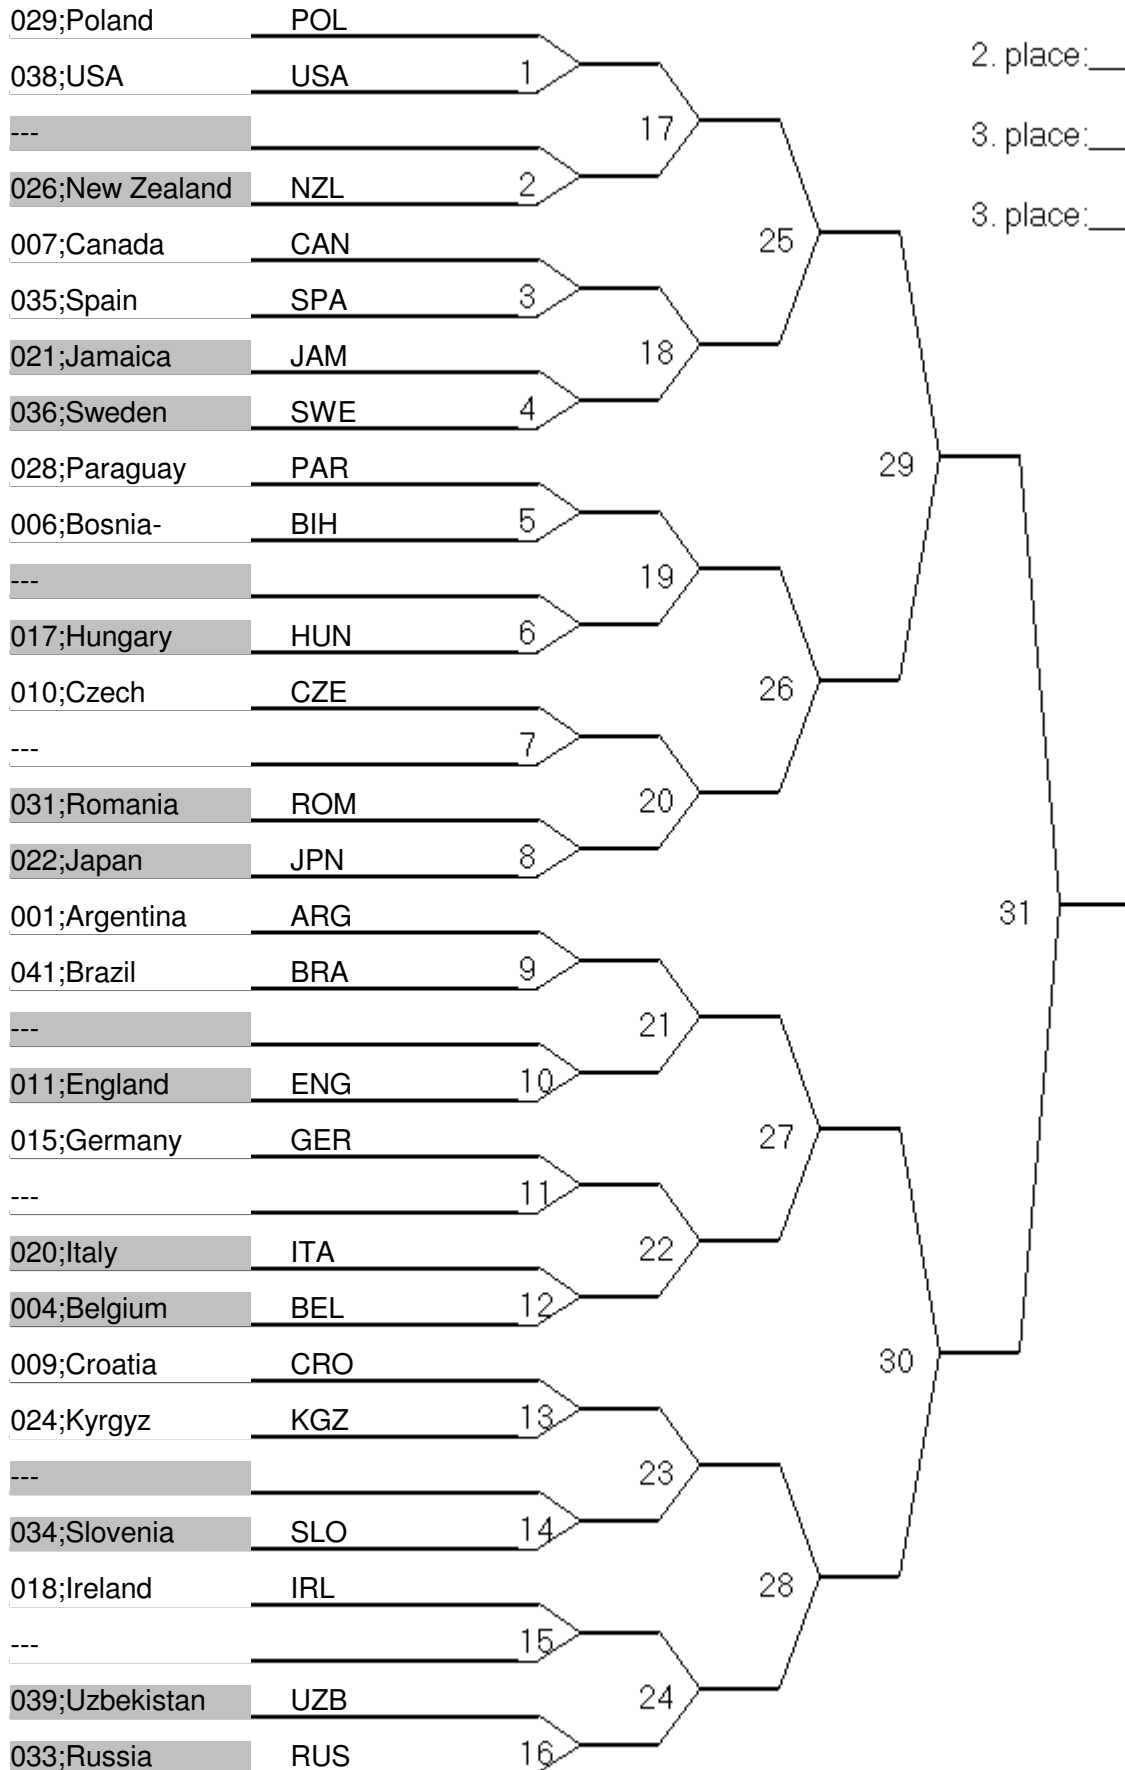 029;Poland POL
2. place:__
038;USA USA 1
--- 17
3. place:__
026;New Zealand NZL 2
3. place:__
007;Canada CAN 25
035;Spain SPA 3
021;Jamaica JAM 18
036;Sweden SWE 4
028;Paraguay PAR 29
006;Bosnia- BIH 5
--- 19
017;Hungary HUN 6
010;Czech CZE 26
--- 7
031;Romania ROM 20
022;Japan JPN 8
001;Argentina ARG 31
041;Brazil BRA 9
--- 21
011;England ENG 10
015;Germany GER 27
--- 11
020;Italy ITA 22
004;Belgium BEL 12
009;Croatia CRO 30
024;Kyrgyz KGZ 13
--- 23
034;Slovenia SLO 14
018;Ireland IRL 28
--- 15
039;Uzbekistan UZB 24
033;Russia RUS 16